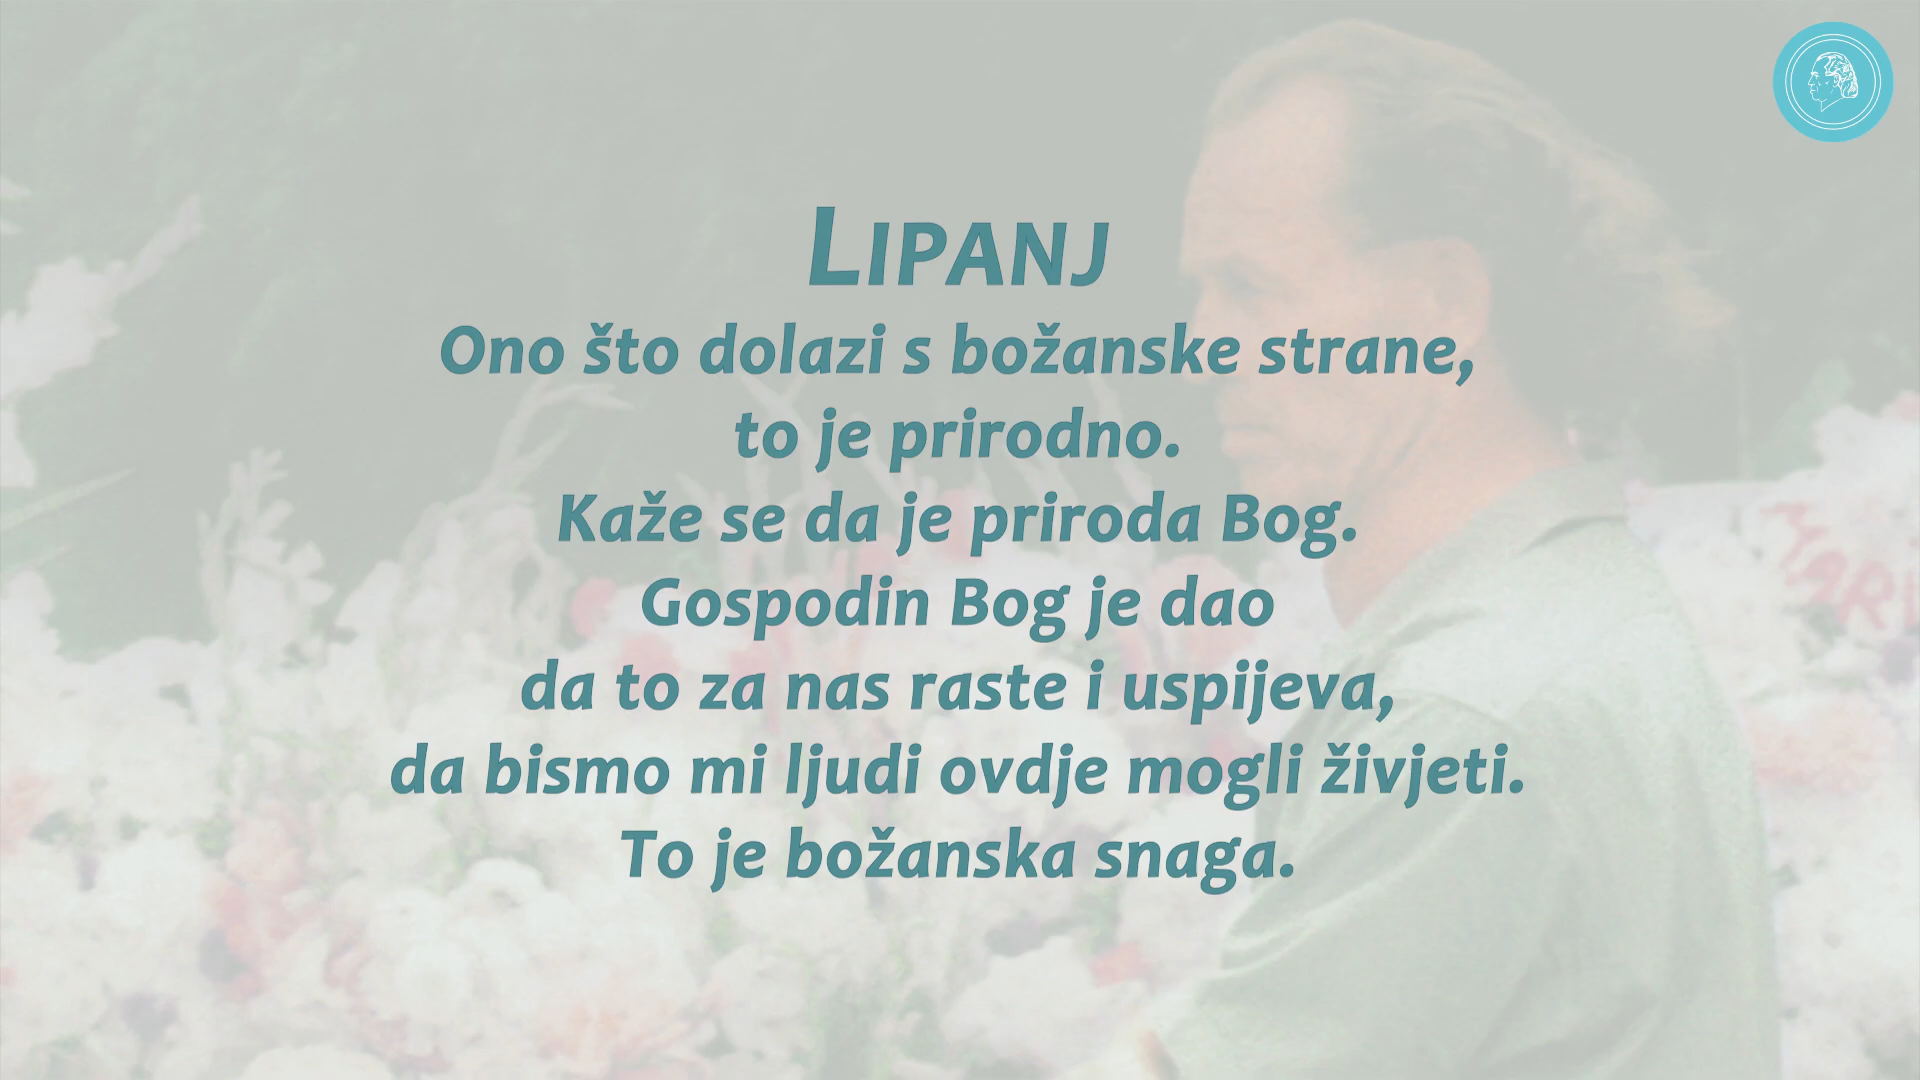 LIPANJ
Ono što dolazi s božanske strane,
to je prirodno.
Kaže se da je priroda Bog.
Gospodin Bog je dao
da to za nas raste i uspijeva,
da bismo mi ljudi ovdje mogli živjeti.
To je božanska snaga.